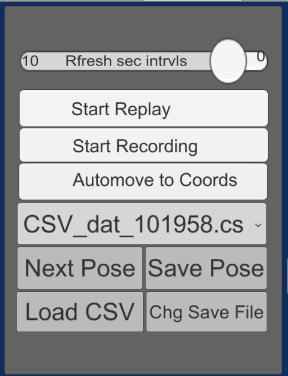 10 Rfresh sec intrvls 0
Start Replay
Start Recording
Automove to Coords
CSV_dat_101958.cs
Next Pose Save Pose
Load CSV Chg Save File